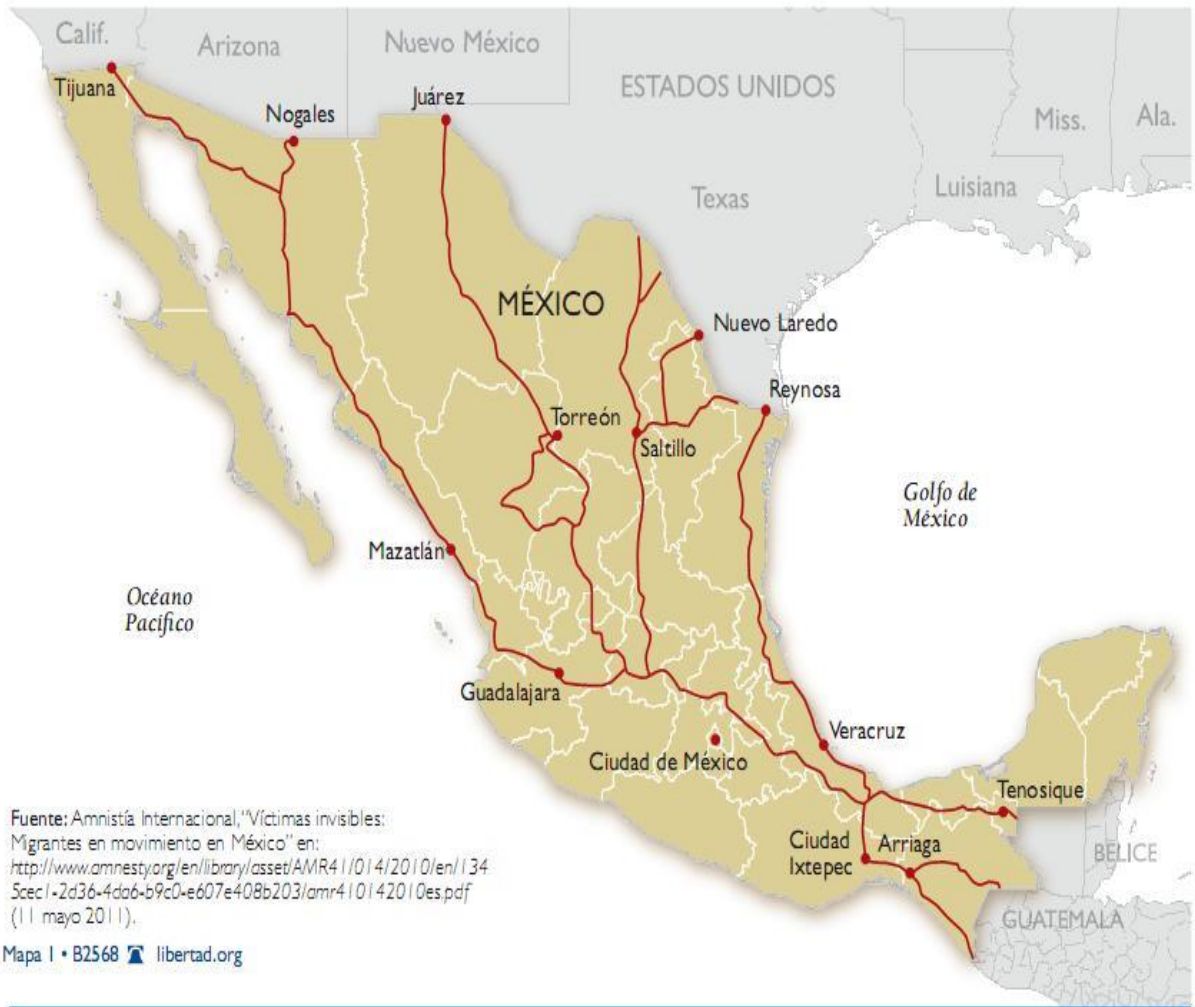 Calif.
Arizona
Nuevo México
ESTADOS UNIDOS
Tijuana
Nogales
Juárez
Miss.
Ala.
Texas
Luisiana
MÉXICO
Nuevo Laredo
Reynosa
Torreón
Saltillo
Golfo de
México
Mazatlán
Océano
Pacífico
Guadalajara
Veracruz
Ciudad de México
Tenosique
Ciudad
Ixtepec
Arriaga
BELICE
GUATEMALA
Fuente: Amnistía Internacional, "Víctimas invisibles:
Migrantes en movimiento en México" en:
http://www.amnesty.org/en/library/asset/AMR41/014/2010/en/1134
5cec1-2d36-4da6-b9c0-e607e408b203/amr410142010es.pdf
(11 mayo 2011).
Mapa 1 • B2568 libertad.org